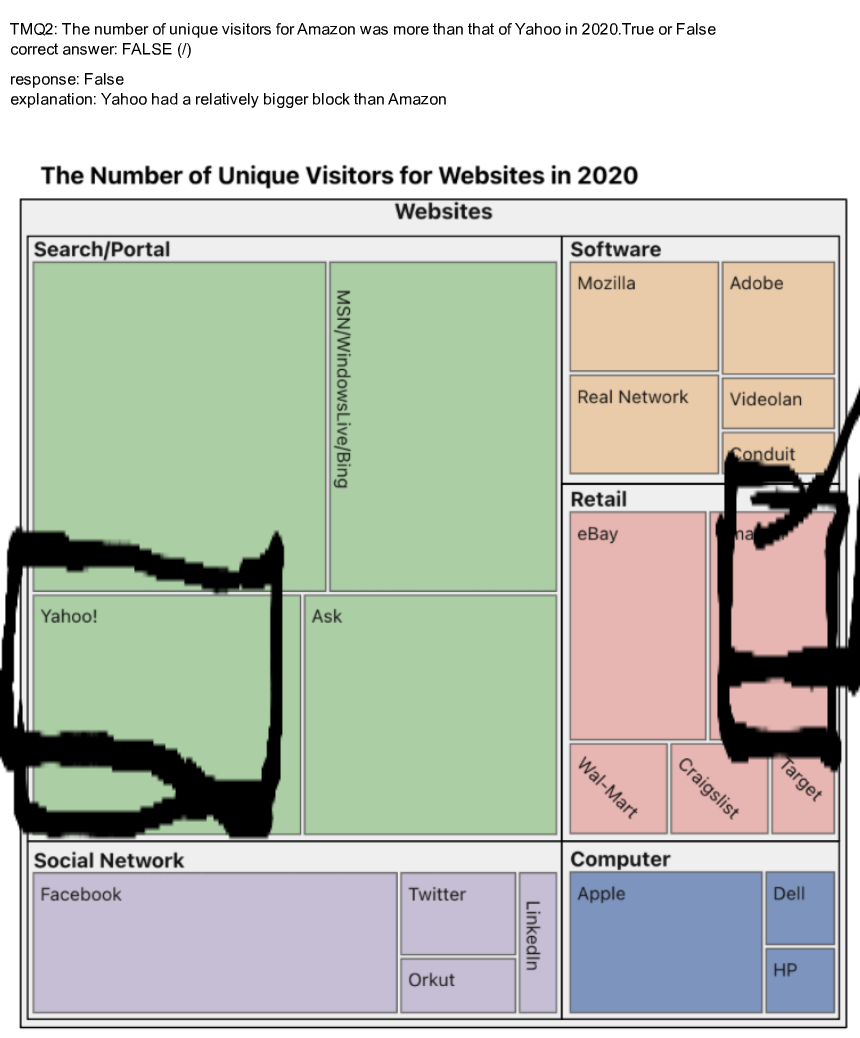 TMQ2: The number of unique visitors for Amazon was more than that of Yahoo in 2020.True or False
correct answer: FALSE (/)
response: False
explanation: Yahoo had a relatively bigger block than Amazon
The Number of Unique Visitors for Websites in 2020
Websites
Search/Portal
MSN/WindowsLive/Bing
Yahoo!
Ask
Software
Mozilla
Adobe
Real Network
Videolan
Conduit
Retail
eBay
Wal-Mart
Craigslist
Target
Social Network
Facebook
Twitter
LinkedIn
Orkut
Computer
Apple
Dell
HP